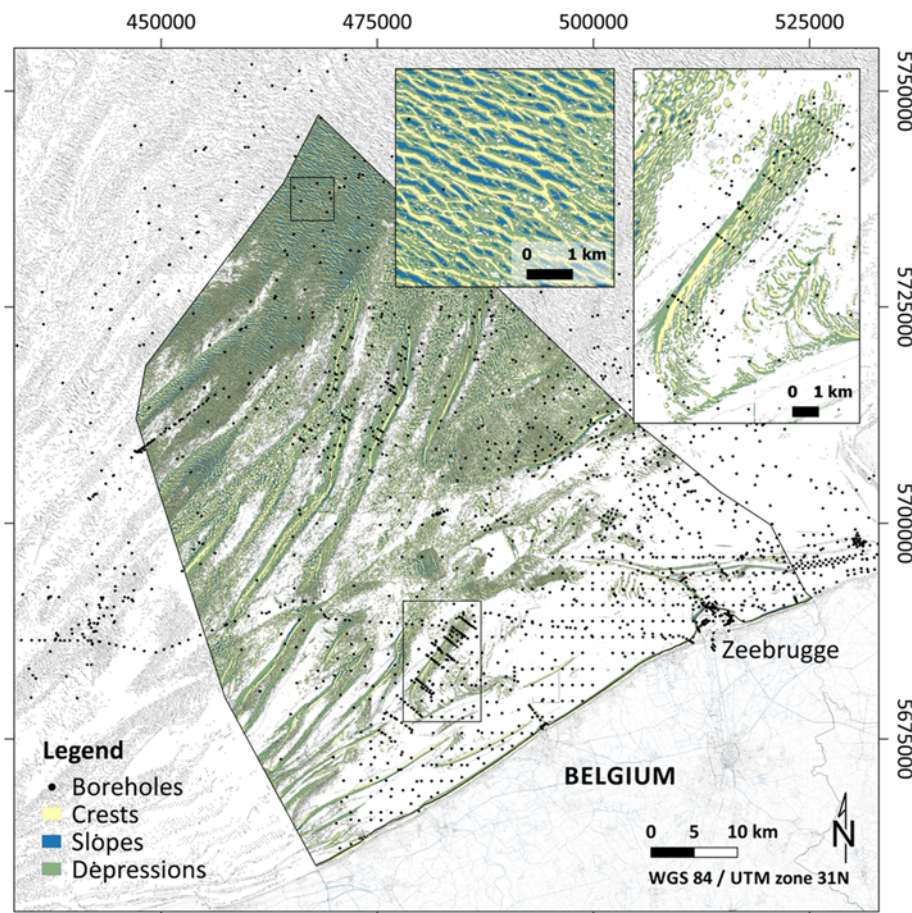 450000 475000 500000 525000
5750000
5725000
5700000
5675000
0 1 km
0 1 km
Zeebrugge
BELGIUM
Legend
Boreholes
Crests
Slopes
Depressions
N
0 5 10 km
WGS 84 / UTM zone 31N